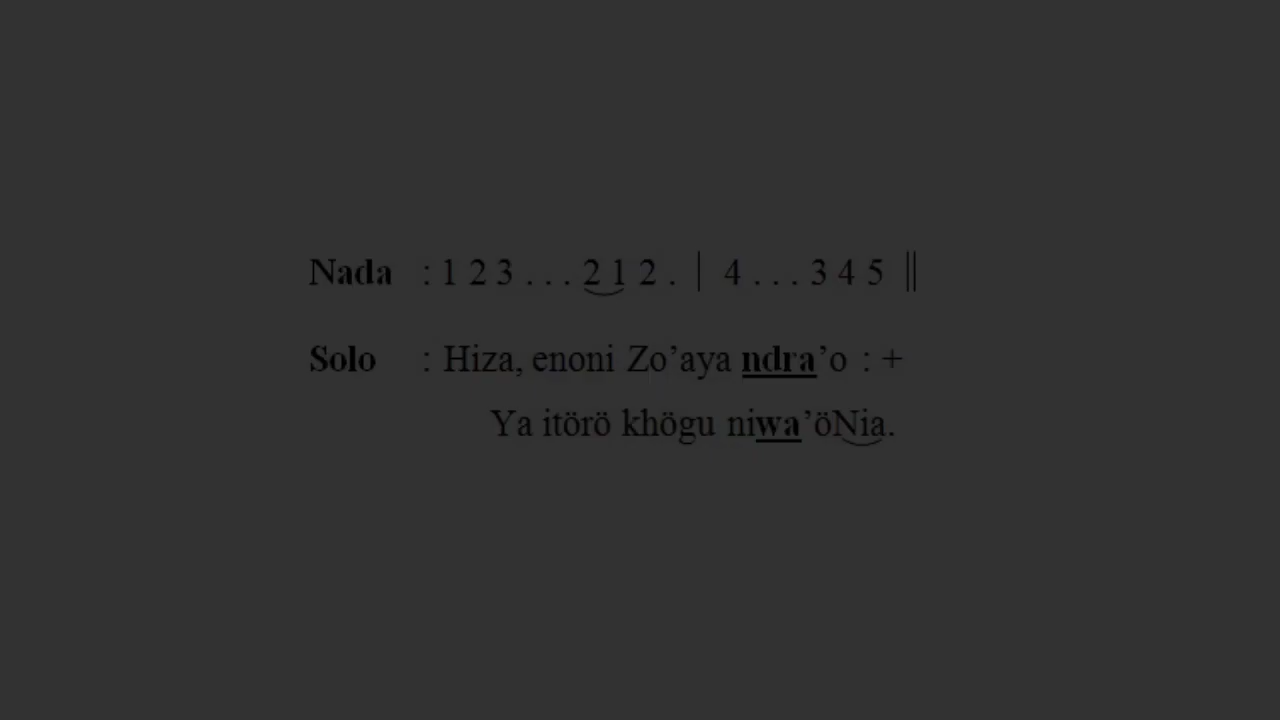 Nada : 1 2 3 . . . 2 1 2 . | 4 . . . 3 4 5 ||
Solo : Hiza, enoni Zo’aya ndra’o : +
Ya itörö khögu niwa’öNia.